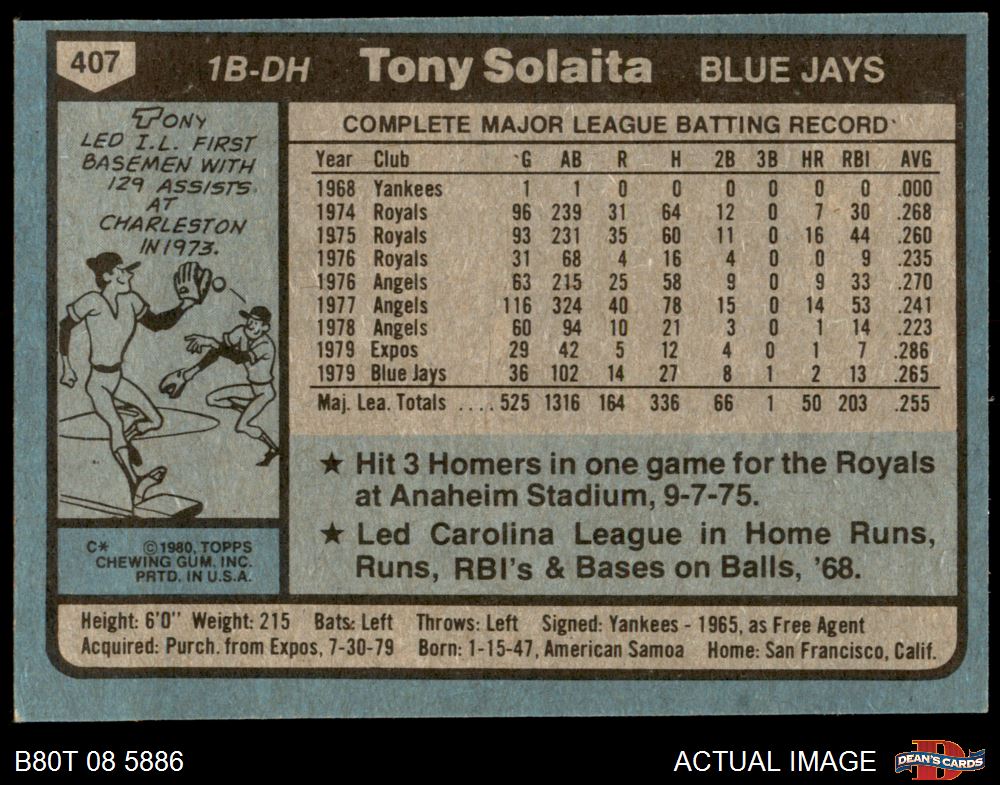 407 1B-DH Tony Solaita BLUE JAYS
TONY
LED I.L. FIRST
BASEMEN WITH
129 ASSISTS
AT
CHARLESTON
IN 1973.
C* ©1980, TOPPS
CHEWING GUM, INC.
PRTD. IN U.S.A.
COMPLETE MAJOR LEAGUE BATTING RECORD
Year Club G AB R H 2B 3B HR RBI AVG
1968 Yankees 1 1 0 0 0 0 0 0 .000
1974 Royals 96 239 31 64 12 0 7 30 .268
1975 Royals 93 231 35 60 11 0 16 44 .260
1976 Royals 31 68 4 16 4 0 0 9 .235
1976 Angels 63 215 25 58 9 0 9 33 .270
1977 Angels 116 324 40 78 15 0 14 53 .241
1978 Angels 60 94 10 21 3 0 1 14 .223
1979 Expos 29 42 5 12 4 0 1 7 .286
1979 Blue Jays 36 102 14 27 8 1 2 13 .265
Maj. Lea. Totals .... 525 1316 164 336 66 1 50 203 .255
★ Hit 3 Homers in one game for the Royals
at Anaheim Stadium, 9-7-75.
★ Led Carolina League in Home Runs,
Runs, RBI's & Bases on Balls, '68.
Height: 6'0" Weight: 215 Bats: Left Throws: Left Signed: Yankees - 1965, as Free Agent
Acquired: Purch. from Expos, 7-30-79 Born: 1-15-47, American Samoa Home: San Francisco, Calif.
B80T 08 5886 ACTUAL IMAGE DEAN'S CARDS